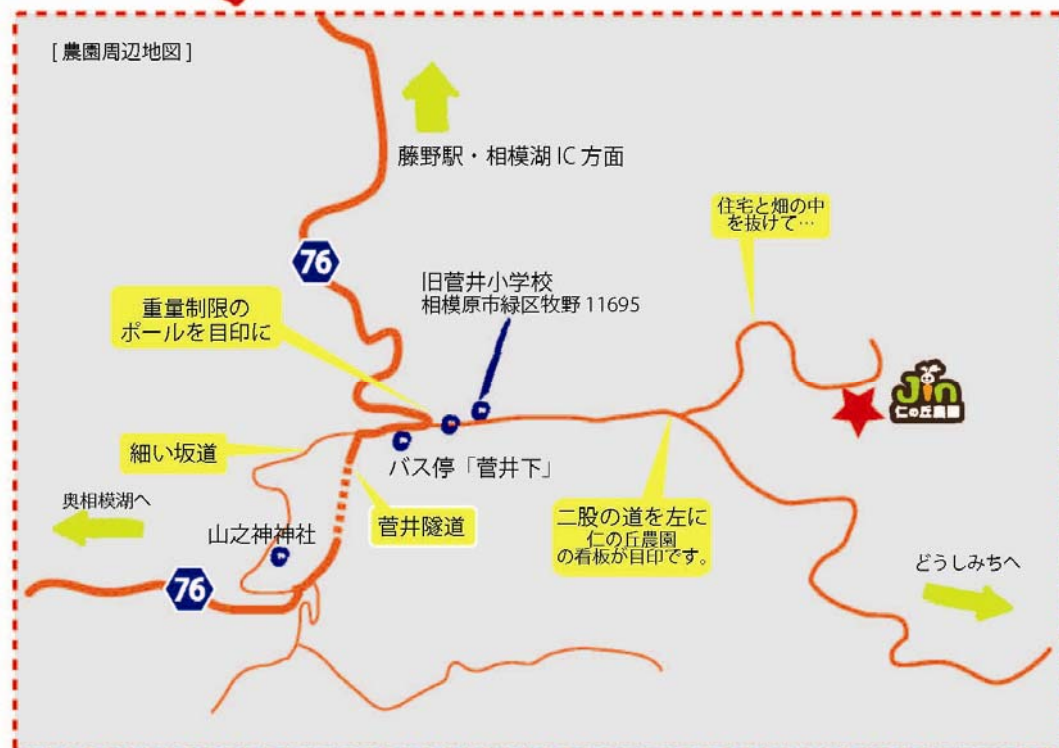 [ 農園周辺地図 ]
藤野駅・相模湖 IC 方面
住宅と畑の中
を抜けて…
76
旧菅井小学校
相模原市緑区牧野 11695
重量制限の
ポールを目印に
Jin
仁の丘農園
細い坂道
バス停「菅井下」
奥相模湖へ
山之神神社
菅井隧道
二股の道を左に
仁の丘農園
の看板が目印です。
どうしみちへ
76